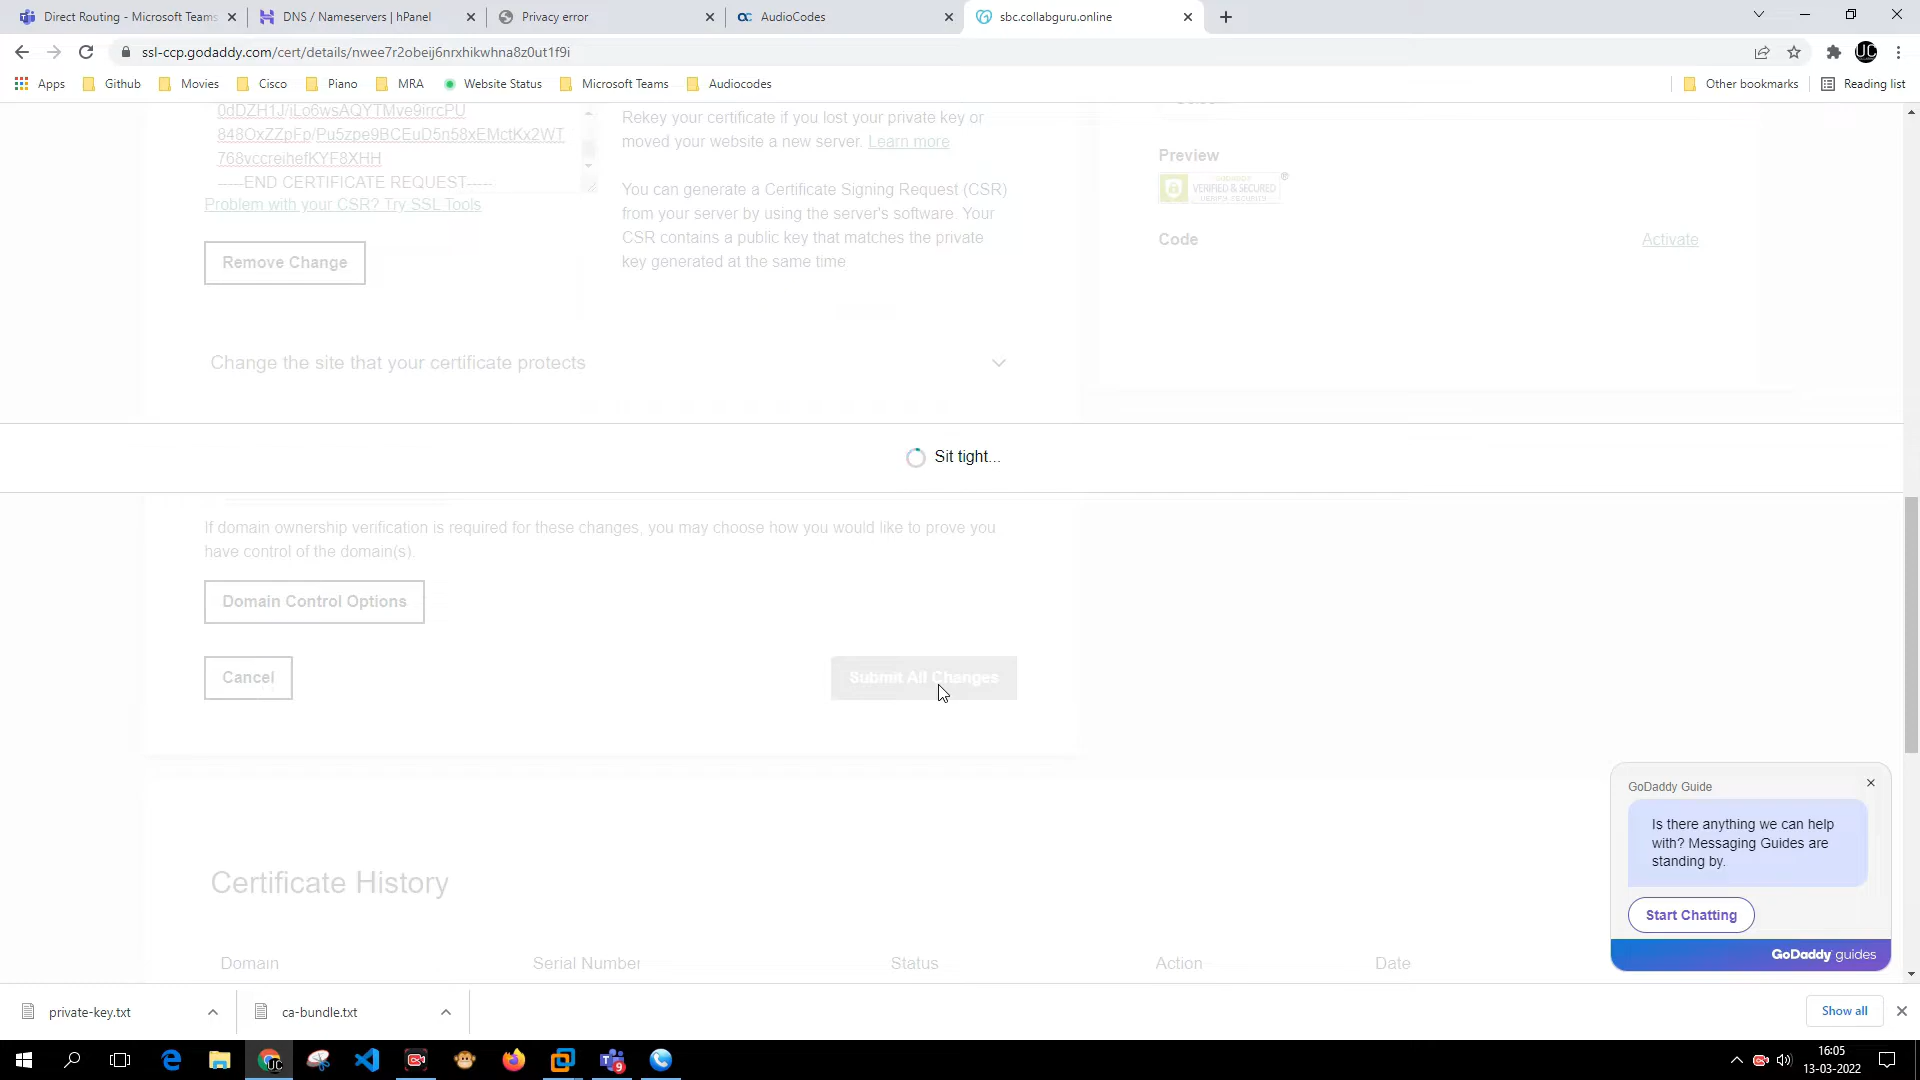 Direct Routing - Microsoft Teams
DNS / Nameservers | hPanel
Privacy error
AudioCodes
sbc.collabguru.online
ssl-ccp.godaddy.com/cert/details/nwee7r2obeij6nrxhikwhna8z0ut1f9i
Apps
Github
Movies
Cisco
Piano
MRA
Website Status
Microsoft Teams
Audiocodes
Other bookmarks
Reading list
0dDZH1J/iLo6wsAQYTMve9irrcPU
848OxZZpFp/Pu5zpe9BCEuD5n58xEMctKx2WT
768vccreihefKYF8XHH
-----END CERTIFICATE REQUEST-----
Problem with your CSR? Try SSL Tools
Remove Change
Rekey your certificate if you lost your private key or
moved your website a new server. Learn more
You can generate a Certificate Signing Request (CSR)
from your server by using the server's software. Your
CSR contains a public key that matches the private
key generated at the same time.
Preview
VERIFIED & SECURED
VERIFY SECURITY
Code
Activate
Change the site that your certificate protects
Sit tight...
If domain ownership verification is required for these changes, you may choose how you would like to prove you
have control of the domain(s).
Domain Control Options
Cancel
Submit All Changes
Certificate History
Domain
Serial Number
Status
Action
Date
GoDaddy Guide
Is there anything we can help
with? Messaging Guides are
standing by.
Start Chatting
GoDaddy guides
private-key.txt
ca-bundle.txt
Show all
UC
UC
9
16:05
13-03-2022